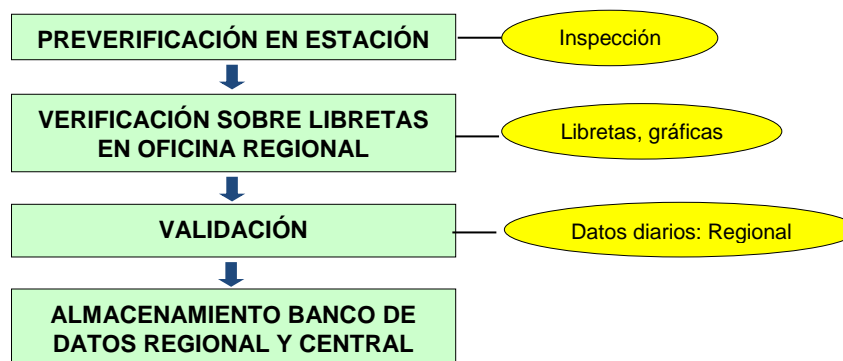 PREVERIFICACIÓN EN ESTACIÓN
Inspección
VERIFICACIÓN SOBRE LIBRETAS
EN OFICINA REGIONAL
Libretas, gráficas
VALIDACIÓN
Datos diarios: Regional
ALMACENAMIENTO BANCO DE
DATOS REGIONAL Y CENTRAL